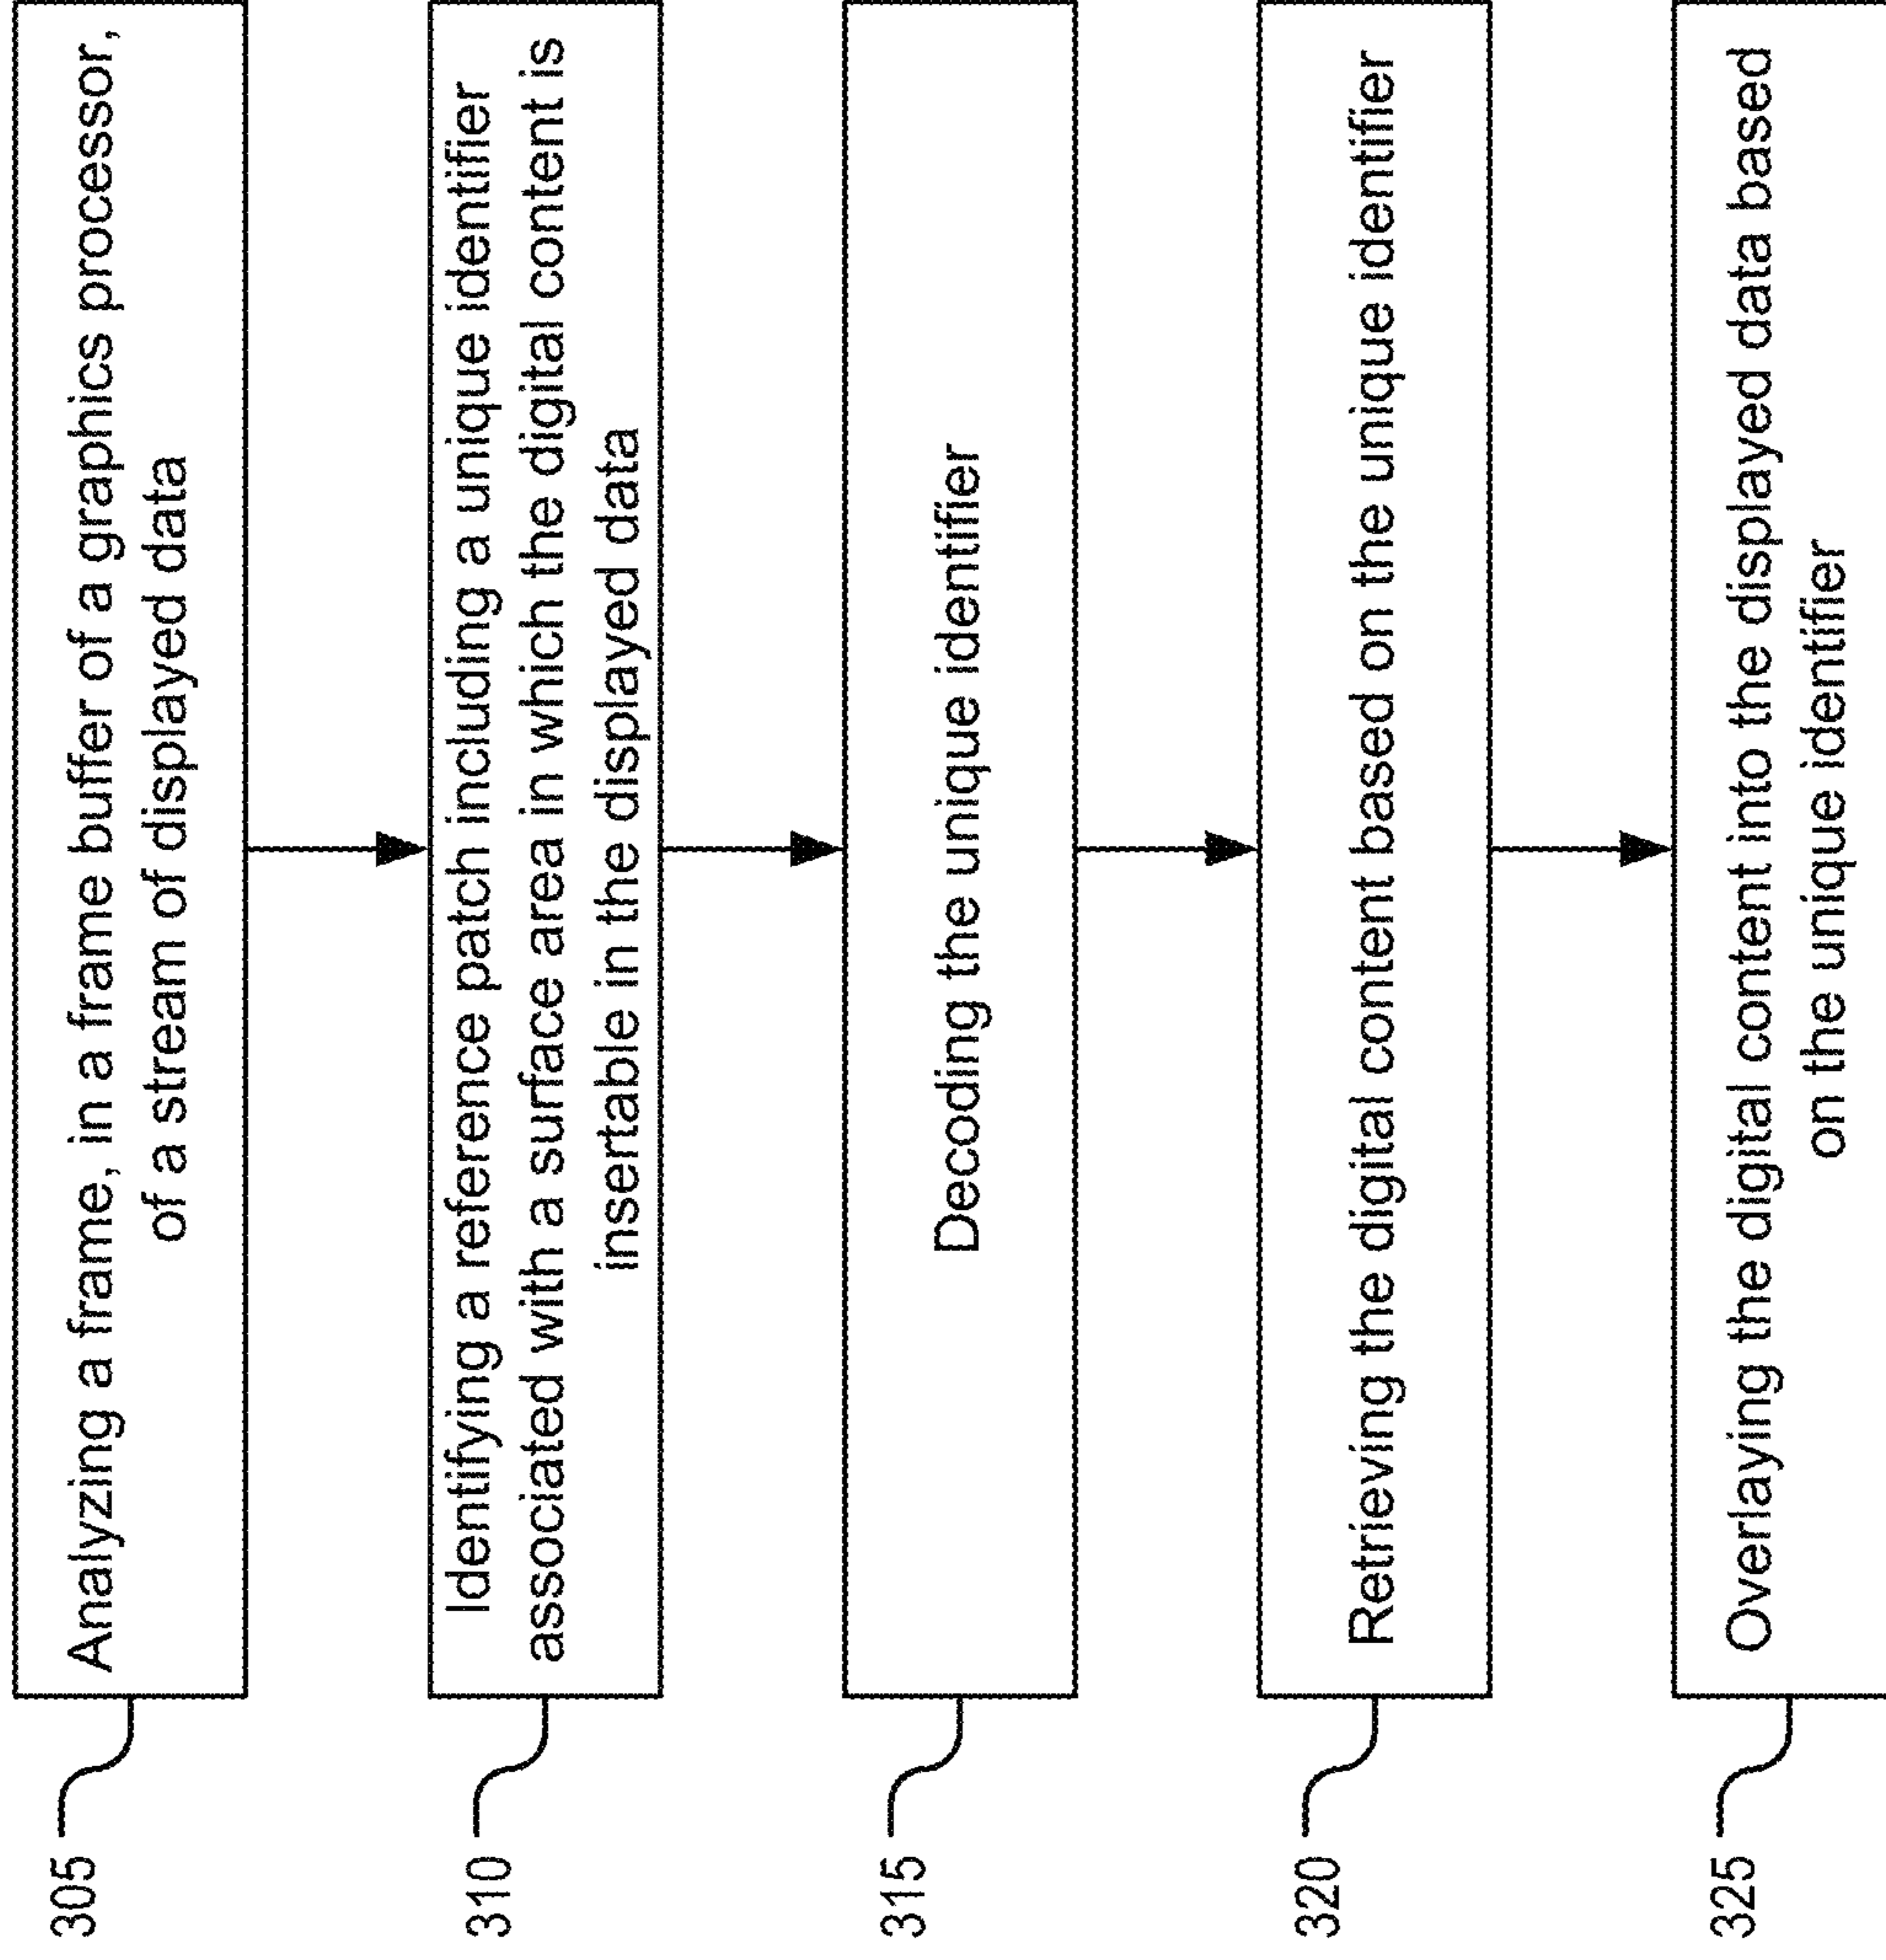 305
Analyzing a frame, in a frame buffer of a graphics processor,
of a stream of displayed data
310
Identifying a reference patch including a unique identifier
associated with a surface area in which the digital content is
insertable in the displayed data
315
Decoding the unique identifier
320
Retrieving the digital content based on the unique identifier
325
Overlaying the digital content into the displayed data based
on the unique identifier